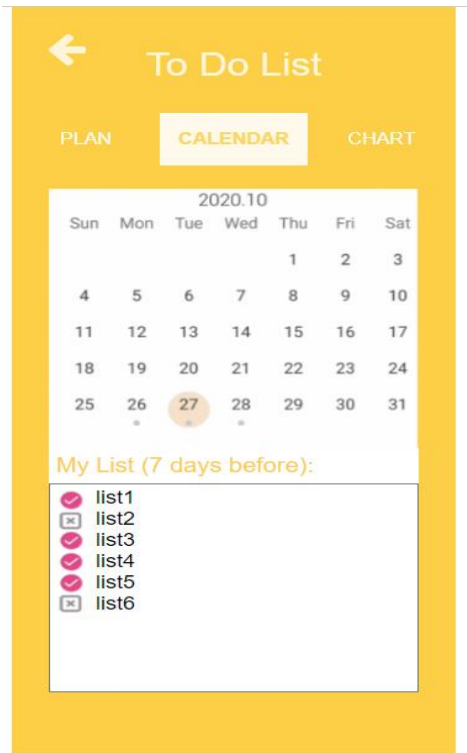 To Do List
PLAN CALENDAR CHART
2020.10
Sun Mon Tue Wed Thu Fri Sat
1 2 3
4 5 6 7 8 9 10
11 12 13 14 15 16 17
18 19 20 21 22 23 24
25 26 27 28 29 30 31
My List (7 days before):
list1
list2
list3
list4
list5
list6